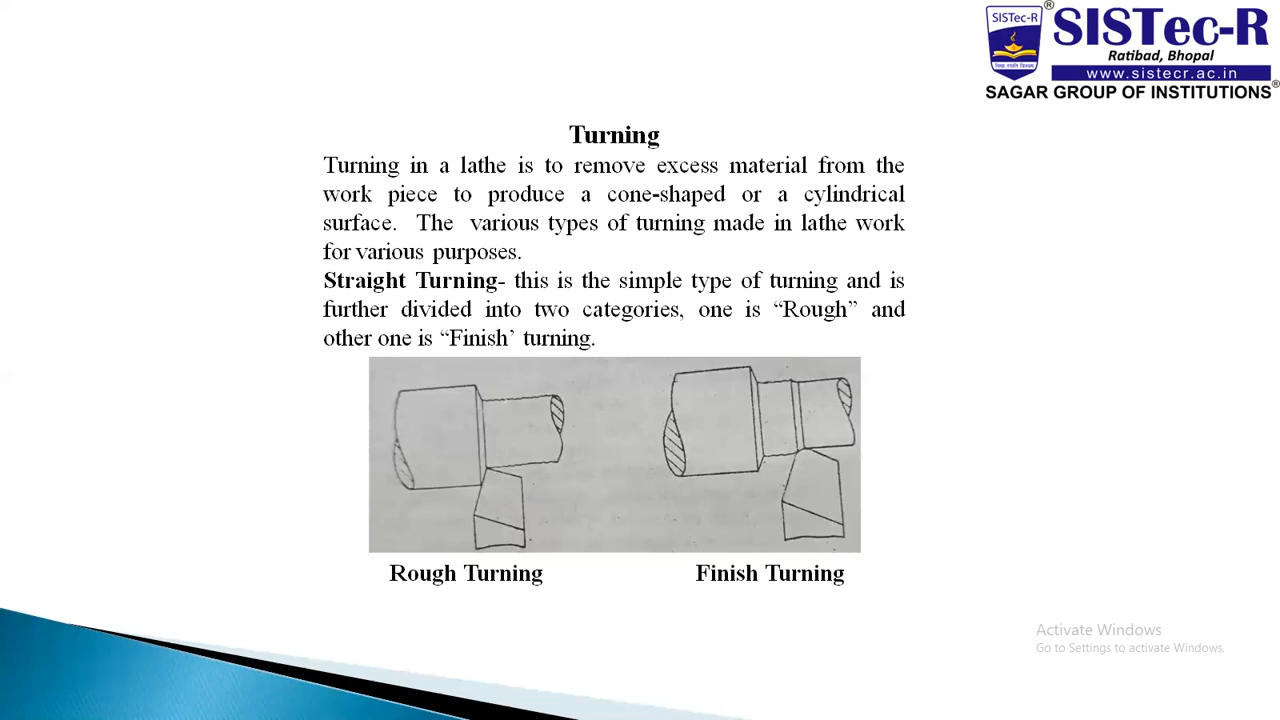 SISTec-R
SISTec-R
Ratibad, Bhopal
www.sistecr.ac.in
SAGAR GROUP OF INSTITUTIONS®
Turning
Turning in a lathe is to remove excess material from the
work piece to produce a cone-shaped or a cylindrical
surface. The various types of turning made in lathe work
for various purposes.
Straight Turning- this is the simple type of turning and is
further divided into two categories, one is “Rough” and
other one is “Finish’ turning.
Rough Turning
Finish Turning
Activate Windows
Go to Settings to activate Windows.